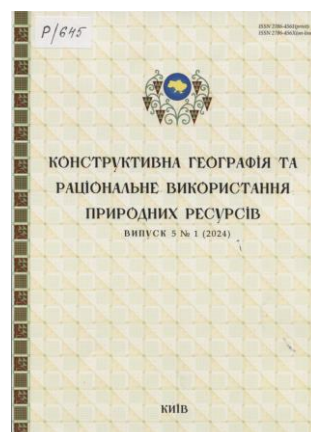 Р/645
КОНСТРУКТИВНА ГЕОГРАФІЯ ТА
РАЦІОНАЛЬНЕ ВИКОРИСТАННЯ
ПРИРОДНИХ РЕСУРСІВ
ВИПУСК 5 № 1 (2024)
КИЇВ